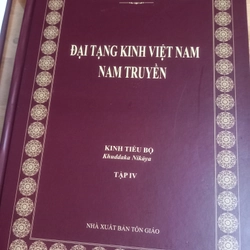 ĐẠI TẠNG KINH VIỆT NAM
NAM TRUYỀN
KINH TIỂU BỘ
Khuddaka Nikāya
TẬP IV
NHÀ XUẤT BẢN TÔN GIÁO